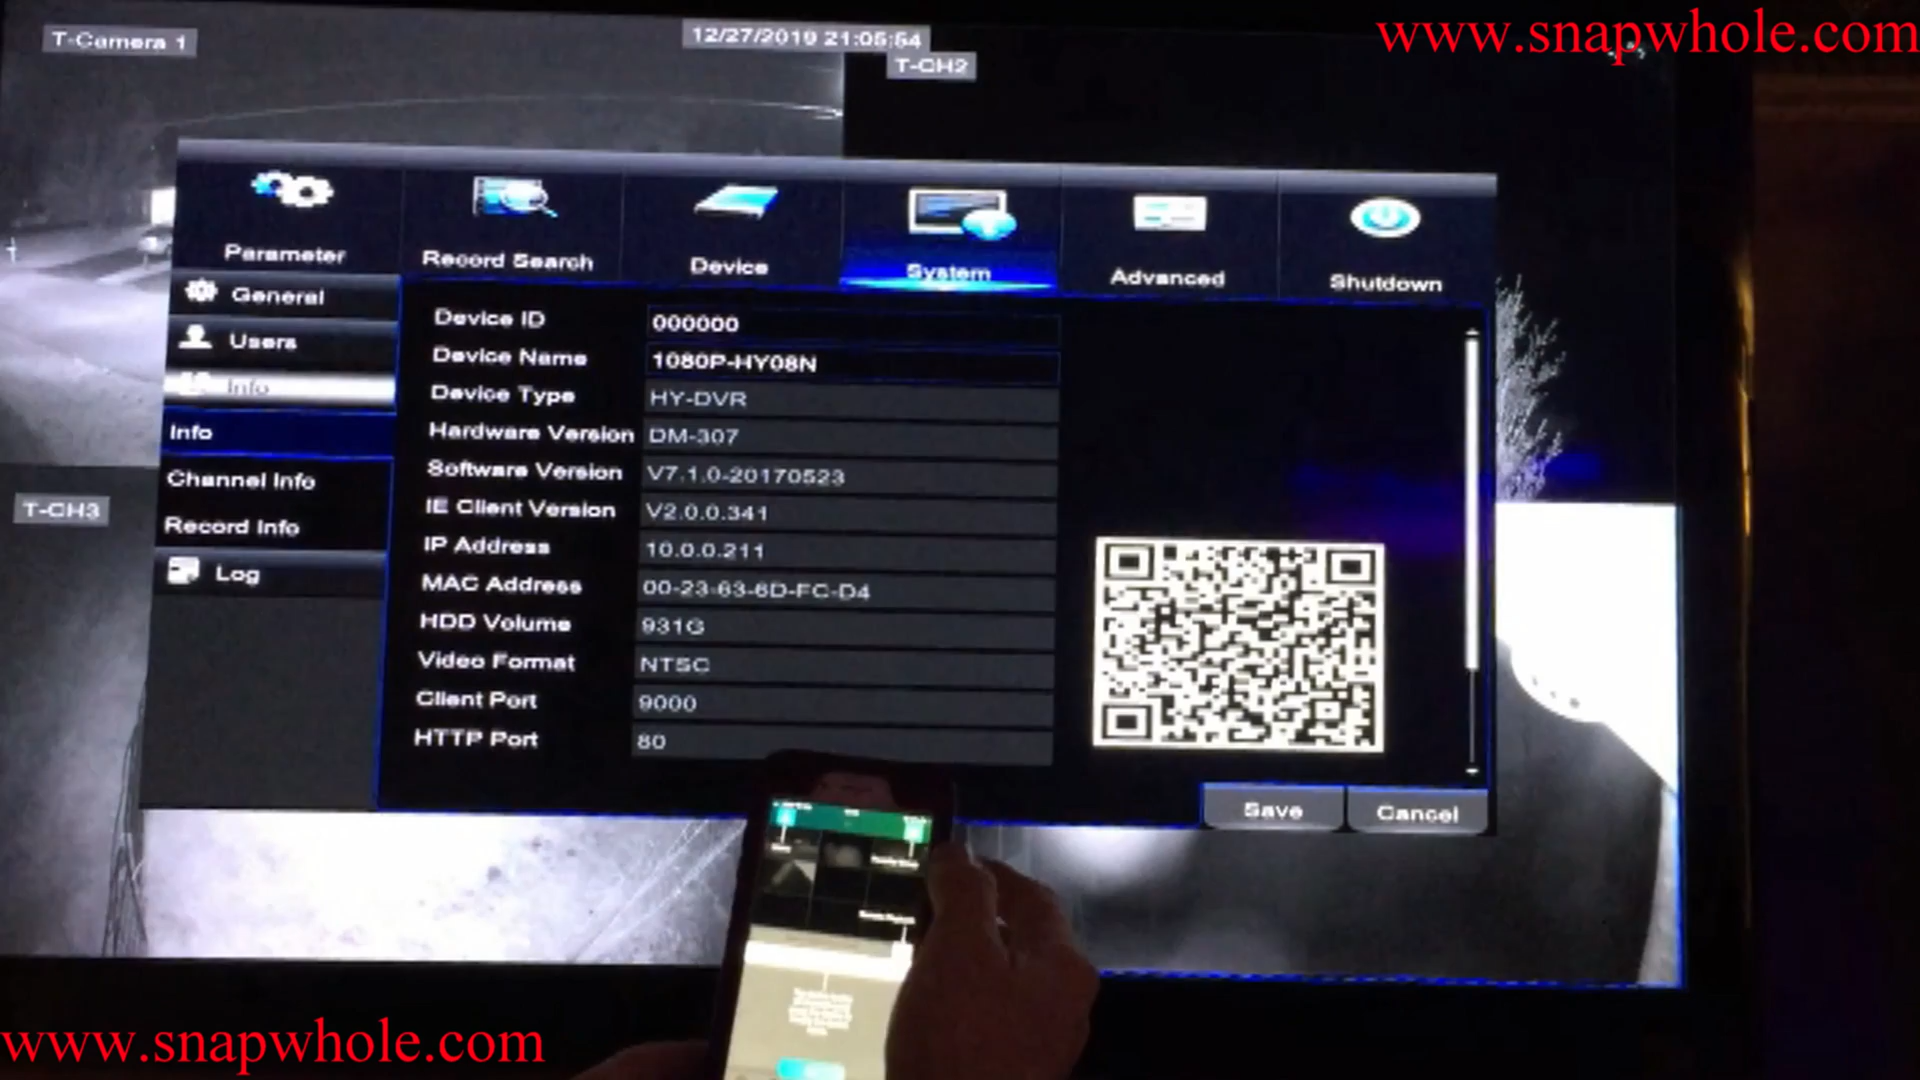 www.snapwhole.com
T-Camera 1
12/27/2019 21:05:54
T-CH2
Parameter
Record Search
Device
System
Advanced
Shutdown
General
Users
Info
Info
Channel Info
Record Info
Log
T-CH3
Device ID 000000
Device Name 1080P-HY08N
Device Type HY-DVR
Hardware Version DM-307
Software Version V7.1.0-20170523
IE Client Version V2.0.0.341
IP Address 10.0.0.211
MAC Address 00-23-63-6D-FC-D4
HDD Volume 931G
Video Format NTSC
Client Port 9000
HTTP Port 80
Save
Cancel
www.snapwhole.com